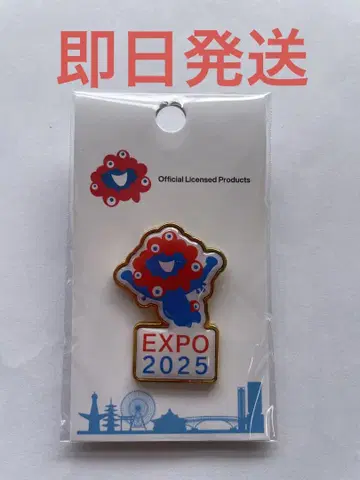 即日発送
Official Licensed Products
EXPO
2025